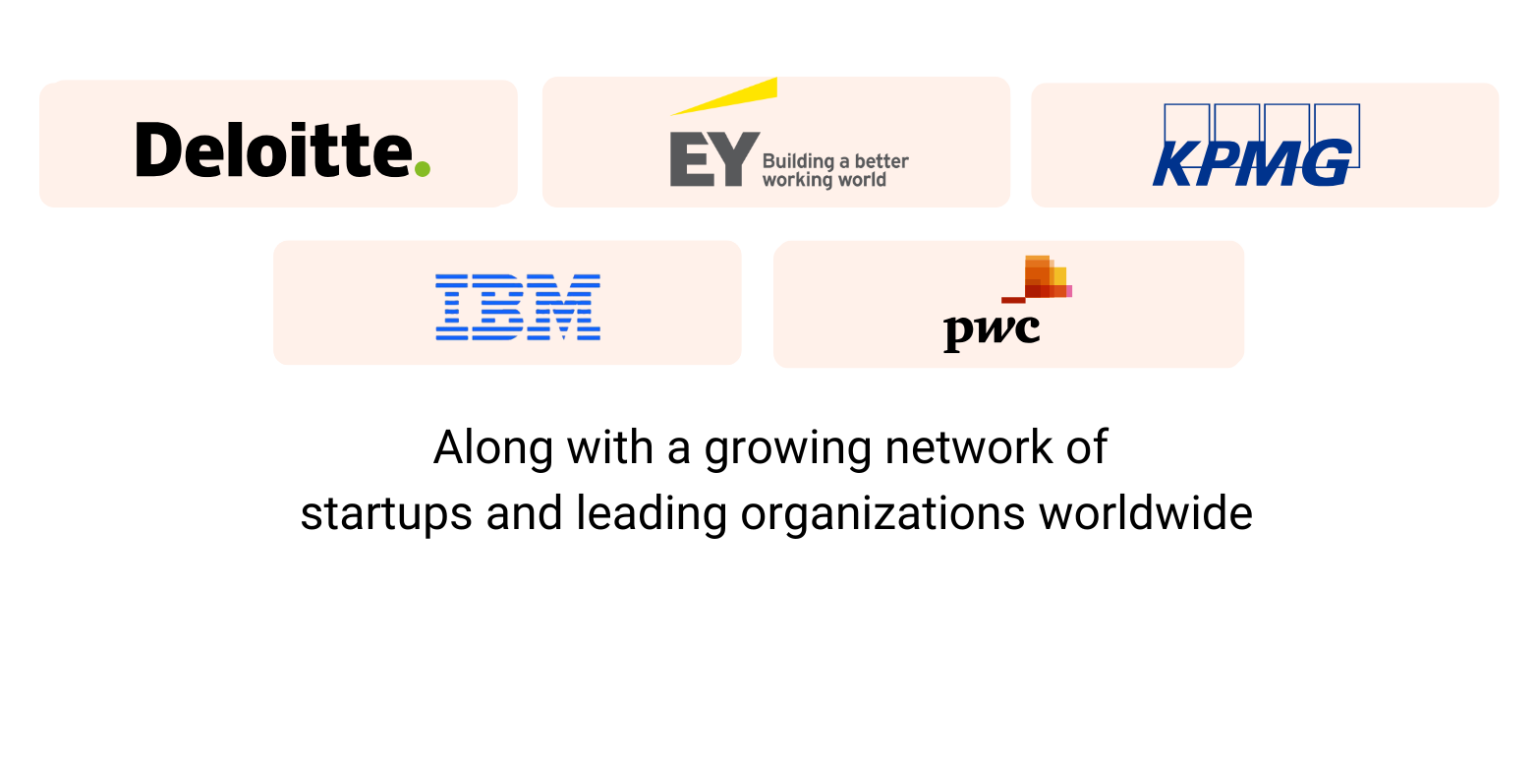 Deloitte.
EY
Building a better
working world
KPMG
IBM
pwc
Along with a growing network of
startups and leading organizations worldwide